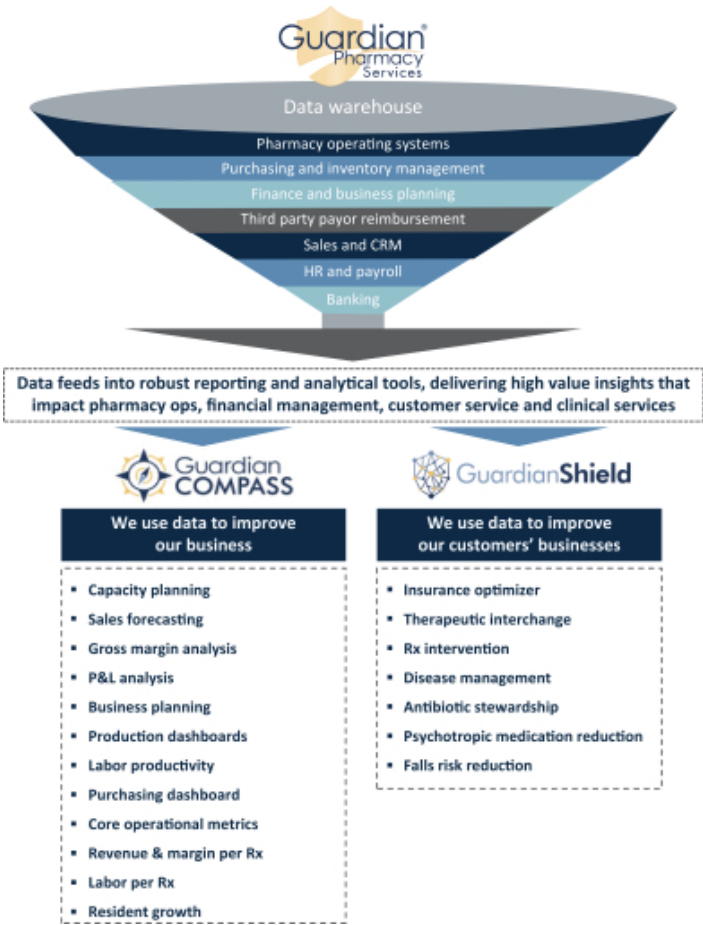 Guardian®
Pharmacy
Services
Data warehouse
Pharmacy operating systems
Purchasing and inventory management
Finance and business planning
Third party payor reimbursement
Sales and CRM
HR and payroll
Banking
Data feeds into robust reporting and analytical tools, delivering high value insights that
impact pharmacy ops, financial management, customer service and clinical services
Guardian
COMPASS
We use data to improve
our business
▪ Capacity planning
▪ Sales forecasting
▪ Gross margin analysis
▪ P&L analysis
▪ Business planning
▪ Production dashboards
▪ Labor productivity
▪ Purchasing dashboard
▪ Core operational metrics
▪ Revenue & margin per Rx
▪ Labor per Rx
▪ Resident growth
GuardianShield
We use data to improve
our customers’ businesses
▪ Insurance optimizer
▪ Therapeutic interchange
▪ Rx intervention
▪ Disease management
▪ Antibiotic stewardship
▪ Psychotropic medication reduction
▪ Falls risk reduction